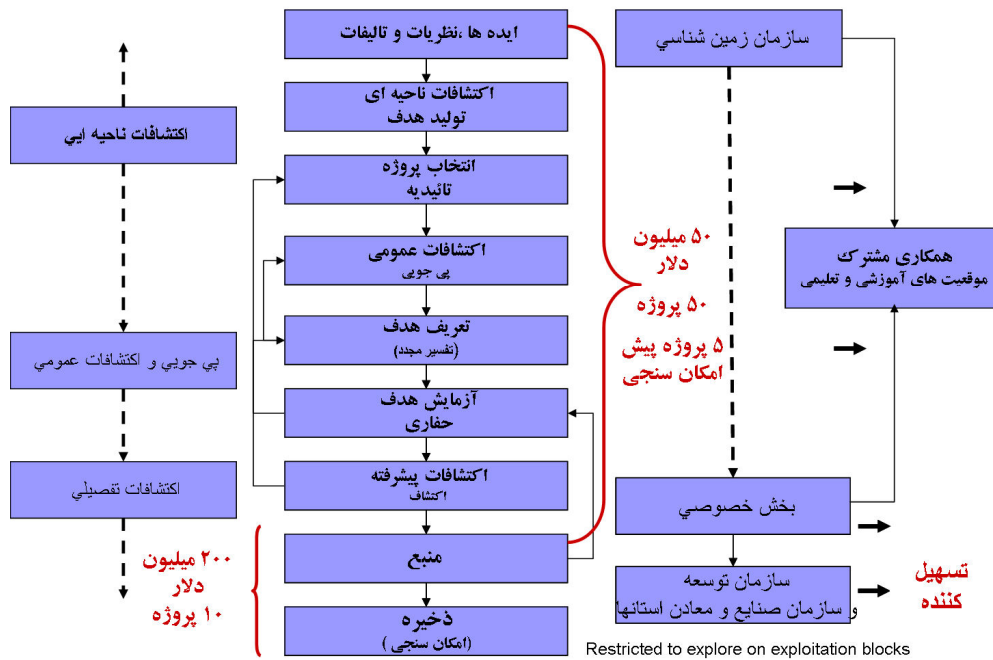 ایده ها ،نظریات و تالیفات
اکتشافات ناحیه ای
تولید هدف
انتخاب پروژه
تائیدیه
اکتشافات عمومی
پی جویی
تعریف هدف
(تفسیر مجدد)
آزمایش هدف
حفاری
اکتشافات پیشرفته
اکتشاف
منبع
ذخیره
(امکان سنجی )
سازمان زمين شناسي
همکاری مشترک
موقعیت های آموزشی و تعلیمی
بخش خصوصي
سازمان توسعه
و سازمان صنايع و معادن استانها
تسهیل
کننده
۵۰ میلیون
دلار
۵۰ پروژه
۵ پروژه پیش
امکان سنجی
اکتشافات ناحیه ایي
پي جويي و اکتشافات عمومي
اکتشافات تفصيلي
۲۰۰ میلیون
دلار
۱۰ پروژه
Restricted to explore on exploitation blocks